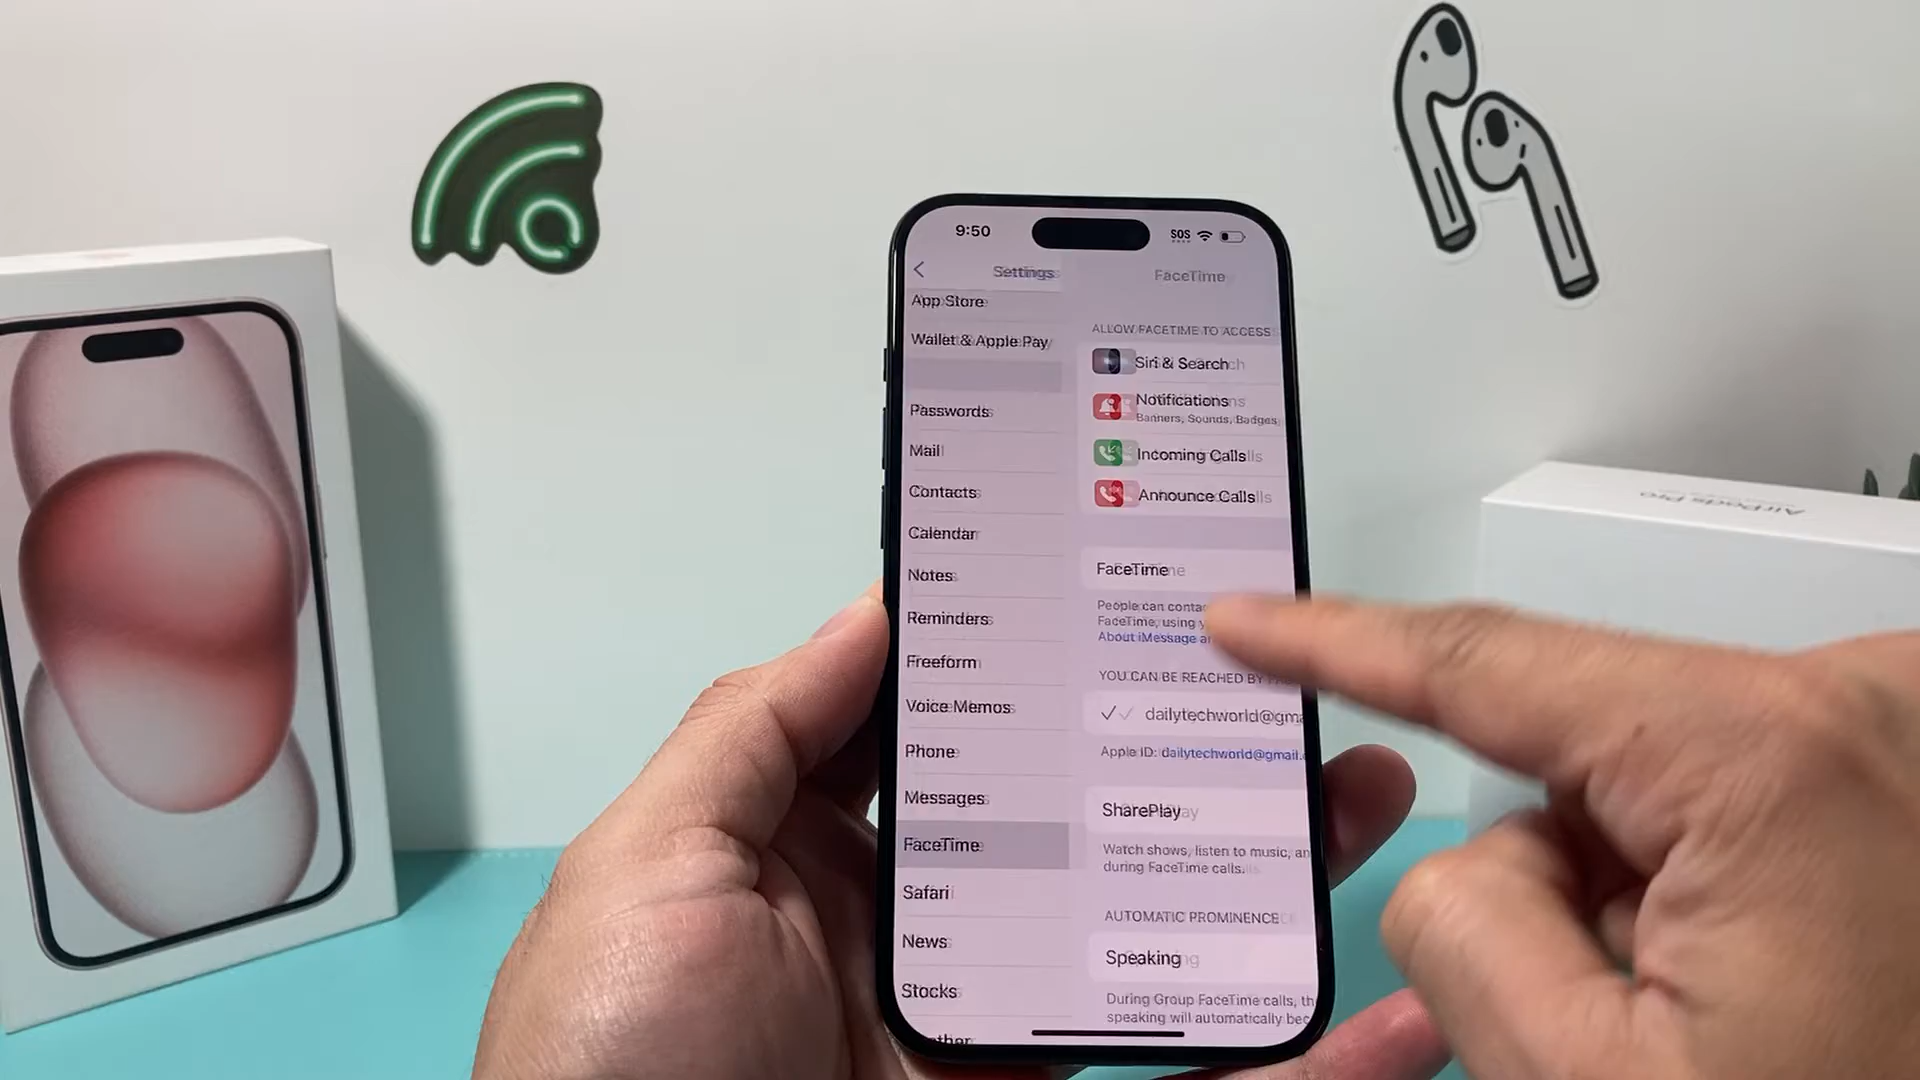 9:50
SOS
Settings
App Store
Wallet & Apple Pay
Passwords
Mail
Contacts
Calendar
Notes
Reminders
Freeform
Voice Memos
Phone
Messages
FaceTime
Safari
News
Stocks
FaceTime
ALLOW FACETIME TO ACCESS
Siri & Search
Notifications
Banners, Sounds, Badges
Incoming Calls
Announce Calls
FaceTime
People can contac
FaceTime, using y
About iMessage a
YOU CAN BE REACHED BY
dailytechworld@gma
Apple ID: dailytechworld@gmail.
SharePlay
Watch shows, listen to music, an
during FaceTime calls.
AUTOMATIC PROMINENCE
Speaking
During Group FaceTime calls, th
speaking will automatically bec
AirPods Pro